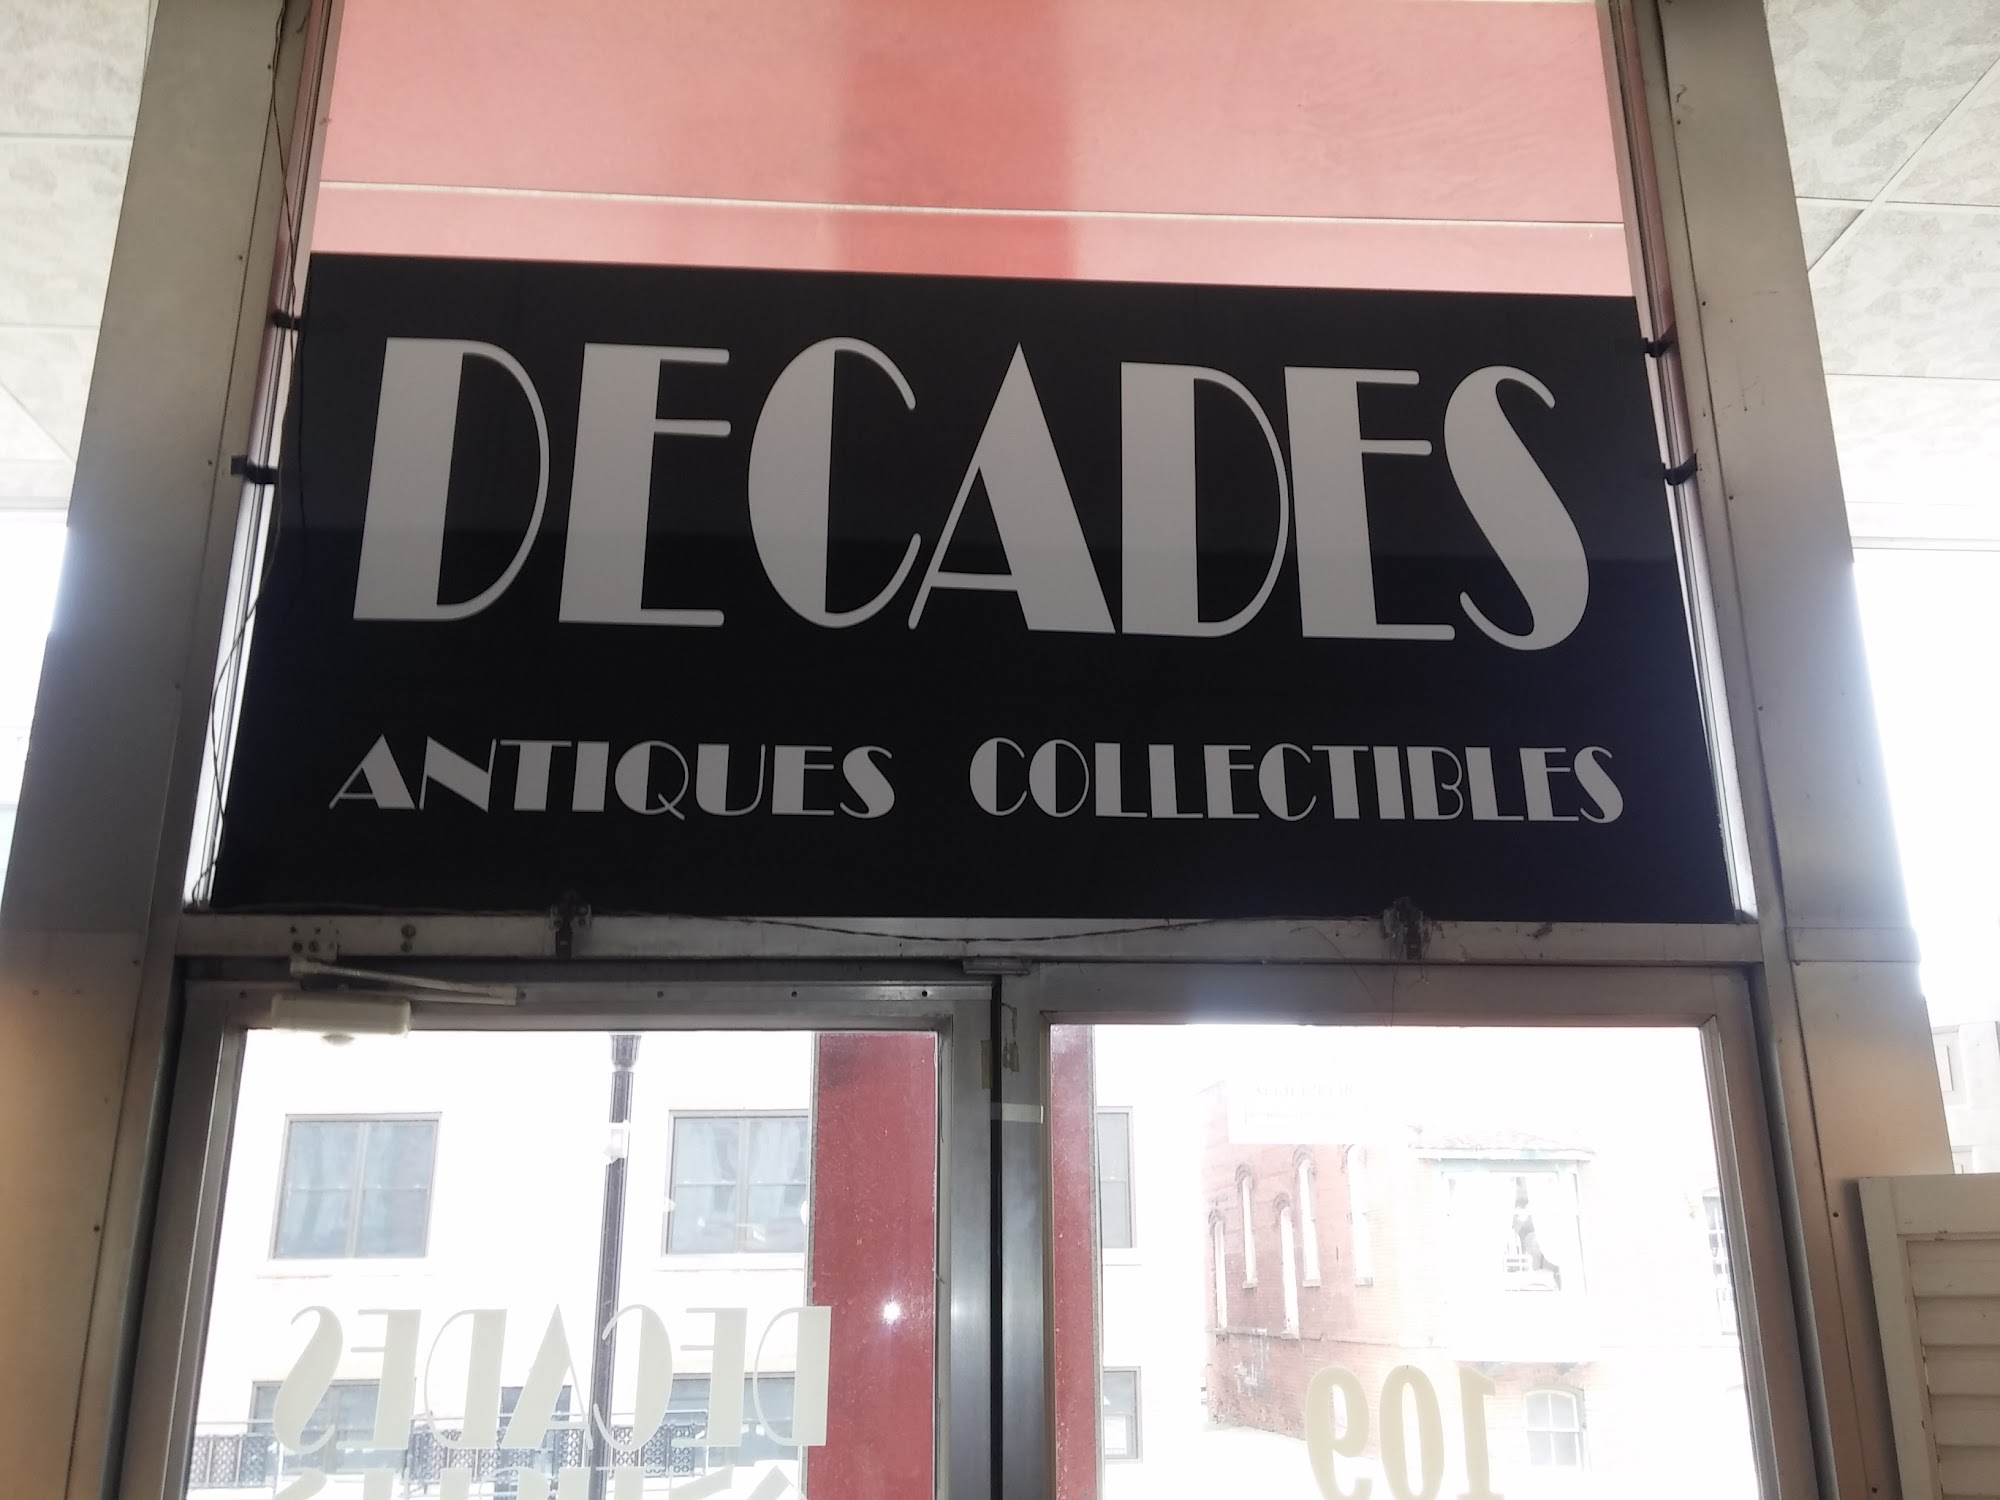 DECADES
ANTIQUES COLLECTIBLES
DECADES
109